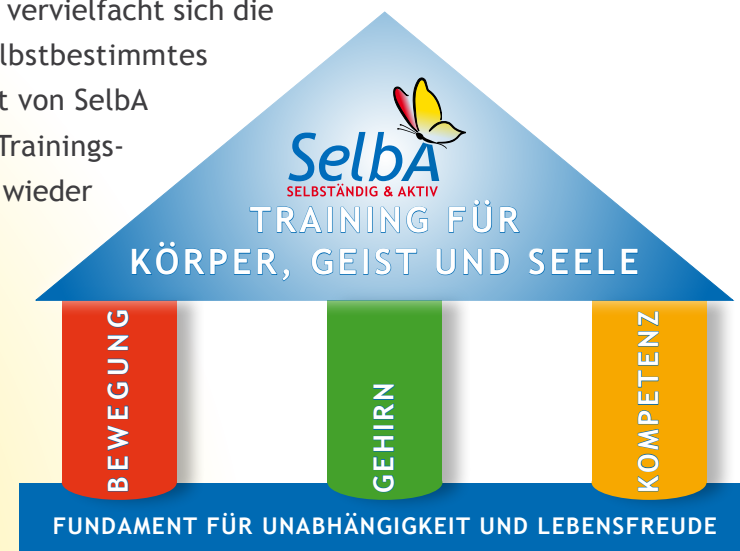 vervielfacht sich die
lbstbestimmtes
t von SelbA
Trainings-
wieder
SelbA
SELBSTÄNDIG & AKTIV
TRAINING FÜR
KÖRPER, GEIST UND SEELE
BEWEGUNG
GEHIRN
KOMPETENZ
FUNDAMENT FÜR UNABHÄNGIGKEIT UND LEBENSFREUDE